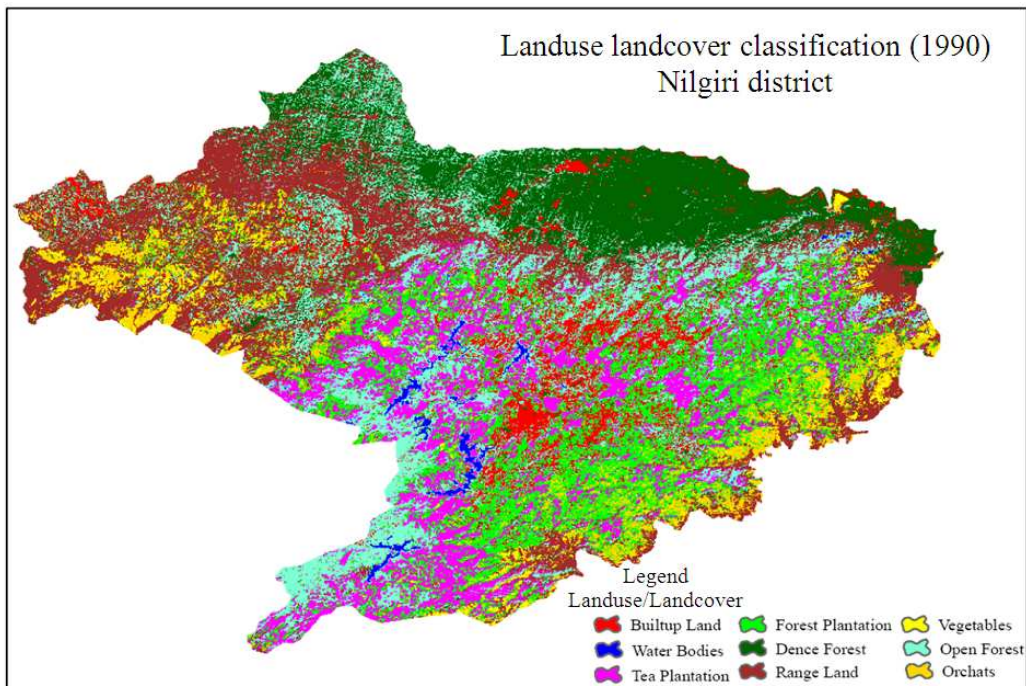 Landuse landcover classification (1990)
Nilgiri district
Legend
Landuse/Landcover
Builtup Land Forest Plantation Vegetables
Water Bodies Dence Forest Open Forest
Tea Plantation Range Land Orchats